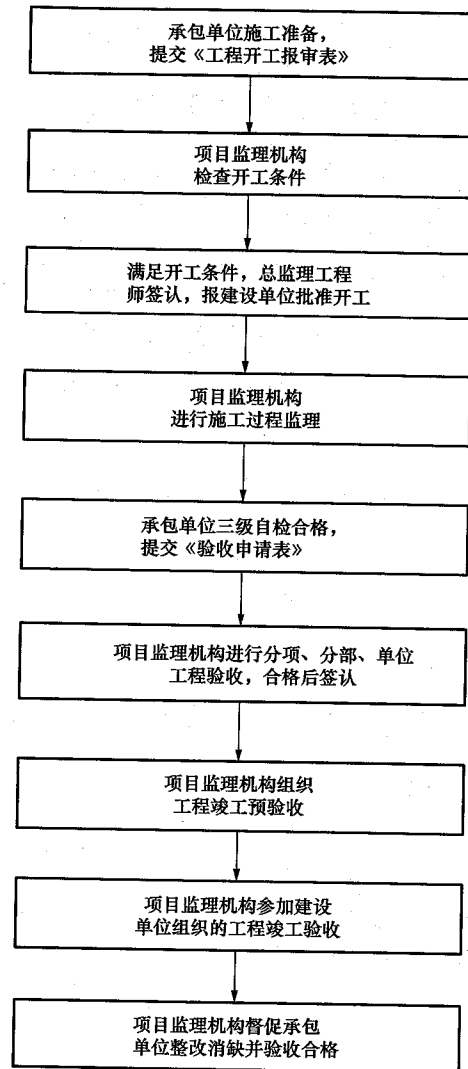 承包单位施工准备，
提交《工程开工报审表》
项目监理机构
检查开工条件
满足开工条件，总监理工程
师签认，报建设单位批准开工
项目监理机构
进行施工过程监理
承包单位三级自检合格，
提交《验收申请表》
项目监理机构进行分项、分部、单位
工程验收，合格后签认
项目监理机构组织
工程竣工预验收
项目监理机构参加建设
单位组织的工程竣工验收
项目监理机构督促承包
单位整改消缺并验收合格